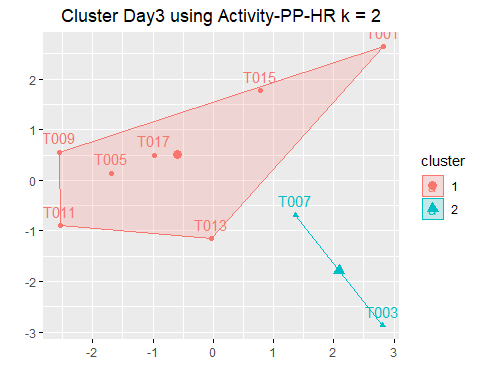 Cluster Day3 using Activity-PP-HR k = 2
T001
T015
T009
T017
T005
T011
T013
T007
T003
2
1
0
-1
-2
-3
-2
-1
0
1
2
3
cluster
1
2